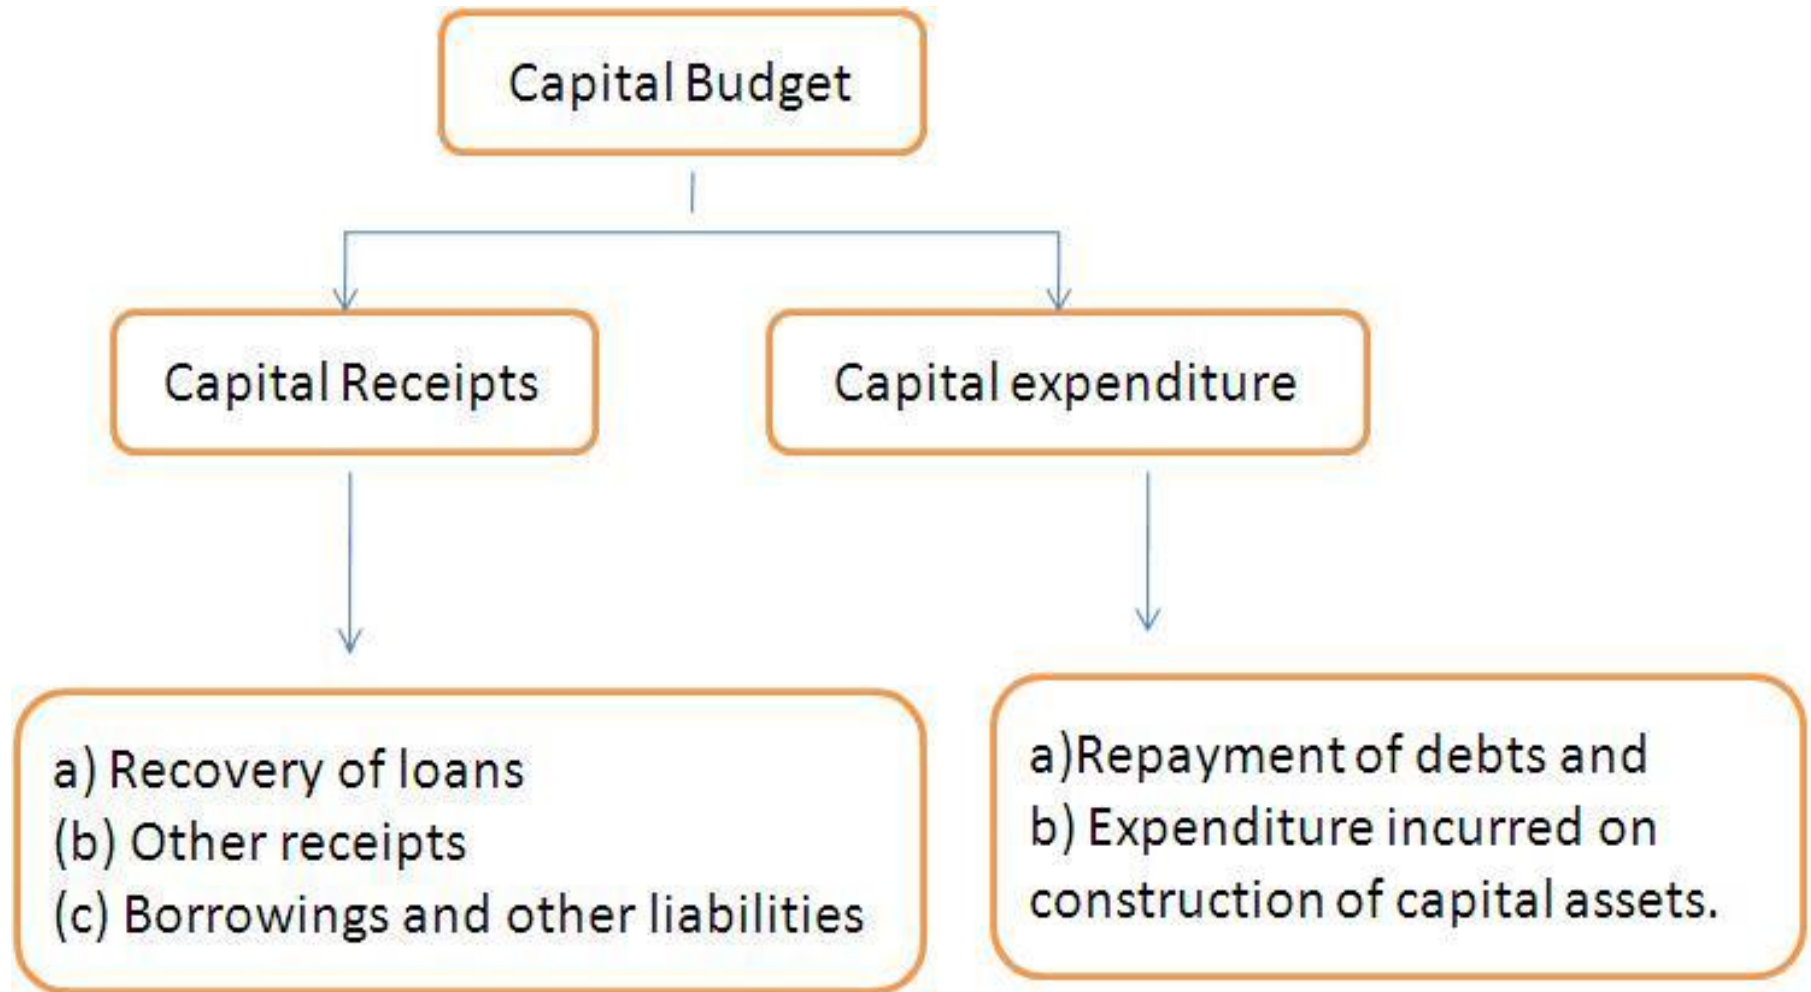 Capital Budget
Capital Receipts
Capital expenditure
a) Recovery of loans
(b) Other receipts
(c) Borrowings and other liabilities
a)Repayment of debts and
b) Expenditure incurred on
construction of capital assets.